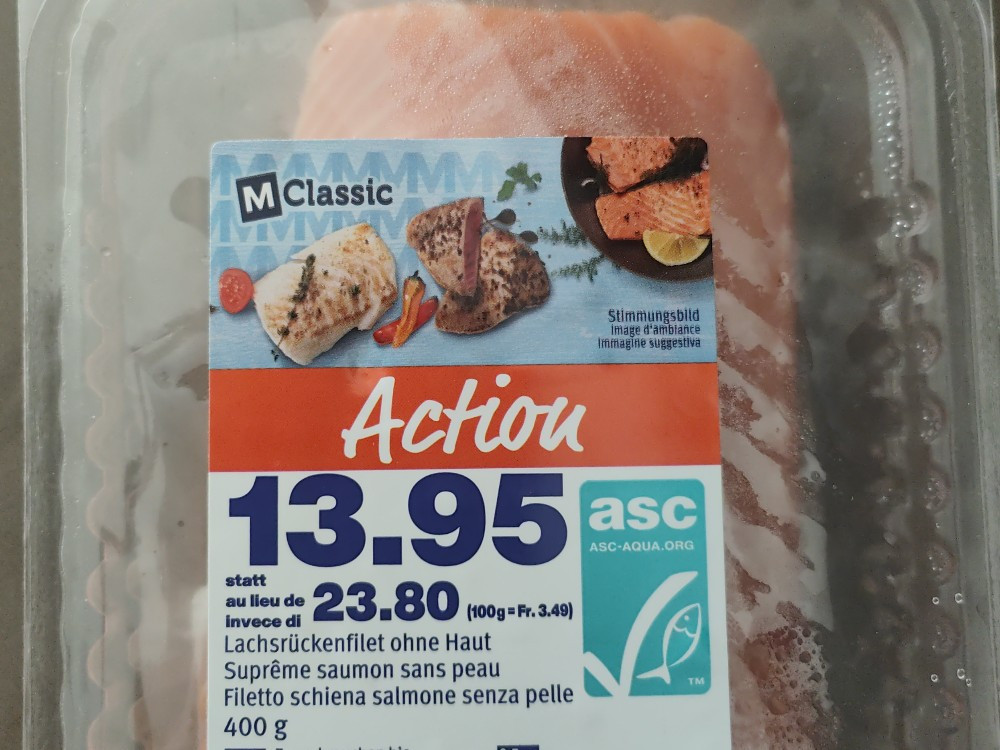 M Classic
Stimmungsbild
Image d'ambiance
Immagine suggestiva
Action
13.95
statt
au lieu de
invece di
23.80 (100g=Fr. 3.49)
asc
ASC-AQUA.ORG
TM
Lachsrückenfilet ohne Haut
Suprême saumon sans peau
Filetto schiena salmone senza pelle
400 g